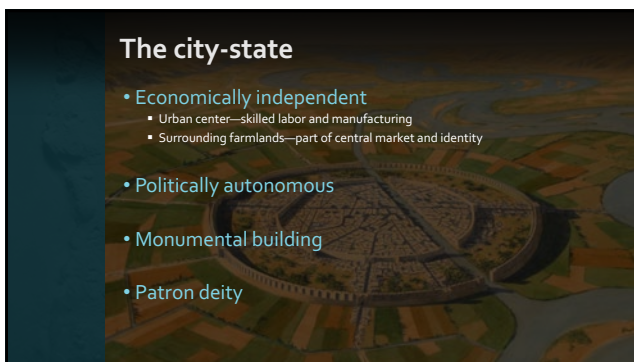 The city-state
• Economically independent
▪ Urban center—skilled labor and manufacturing
▪ Surrounding farmlands—part of central market and identity
• Politically autonomous
• Monumental building
• Patron deity